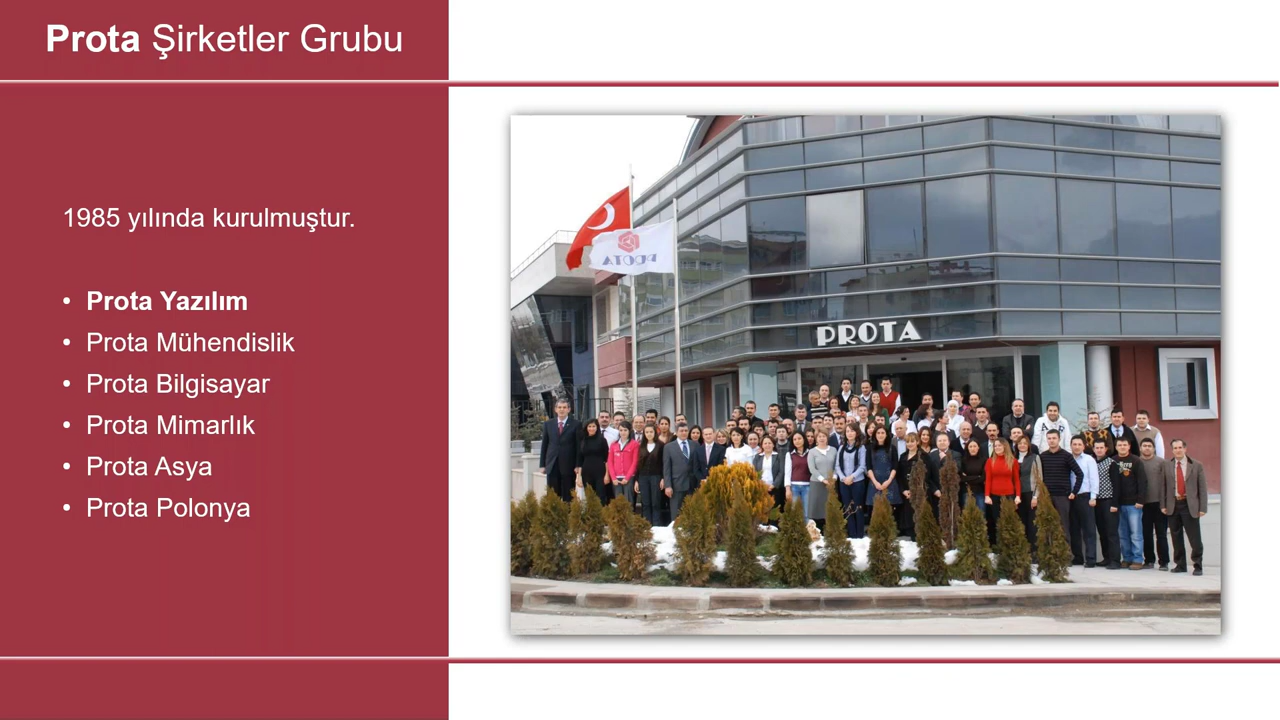 Prota Şirketler Grubu
1985 yılında kurulmuştur.
• Prota Yazılım
• Prota Mühendislik
• Prota Bilgisayar
• Prota Mimarlık
• Prota Asya
• Prota Polonya
PROTA
PROTA